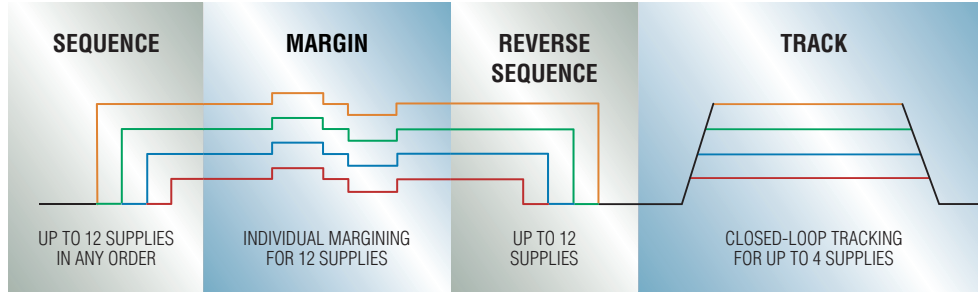 SEQUENCE
UP TO 12 SUPPLIES
IN ANY ORDER
MARGIN
INDIVIDUAL MARGINING
FOR 12 SUPPLIES
REVERSE
SEQUENCE
UP TO 12
SUPPLIES
TRACK
CLOSED-LOOP TRACKING
FOR UP TO 4 SUPPLIES